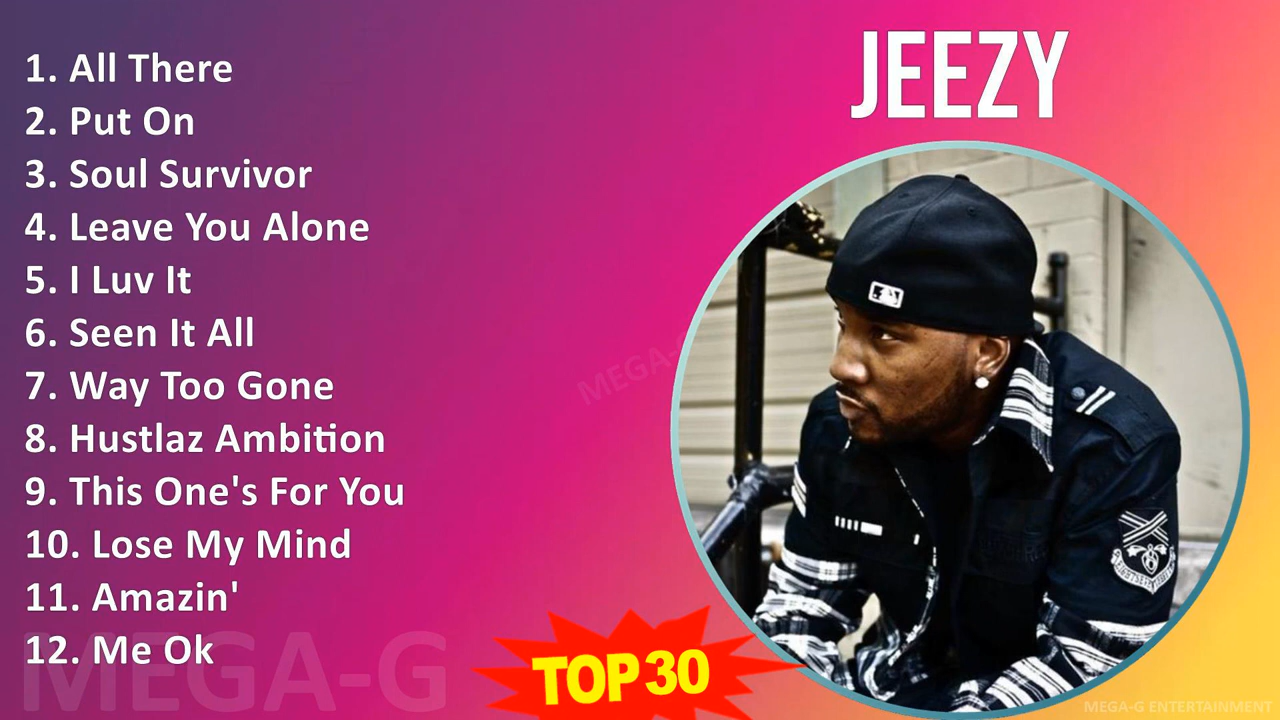 JEEZY
1. All There
2. Put On
3. Soul Survivor
4. Leave You Alone
5. I Luv It
6. Seen It All
7. Way Too Gone
8. Hustlaz Ambition
9. This One's For You
10. Lose My Mind
11. Amazin'
12. Me Ok
MEGA-G
TOP 30
MEGA-G ENTERTAINMENT